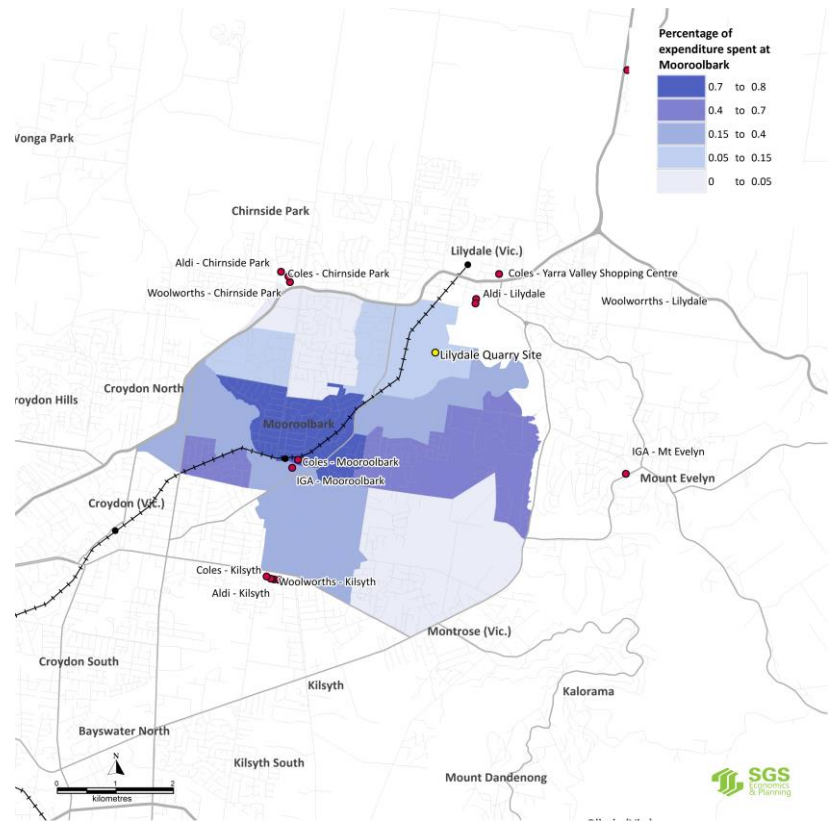 Percentage of
expenditure spent at
Mooroolbark
0.7 to 0.8
0.4 to 0.7
0.15 to 0.4
0.05 to 0.15
0 to 0.05
Wonga Park
Chirnside Park
Lilydale (Vic.)
Aldi - Chirnside Park
Coles - Chirnside Park
Coles - Yarra Valley Shopping Centre
Woolworths - Chirnside Park
Aldi - Lilydale
Woolworrths - Lilydale
Lilydale Quarry Site
Croydon North
Croydon Hills
Mooroolbark
Coles - Mooroolbark
IGA - Mt Evelyn
IGA - Mooroolbark
Mount Evelyn
Croydon (Vic.)
Coles - Kilsyth
Woolworths - Kilsyth
Aldi - Kilsyth
Montrose (Vic.)
Croydon South
Kilsyth
Kalorama
Bayswater North
Kilsyth South
Mount Dandenong
N
0 1 2
kilometres
SGS
Economics
& Planning